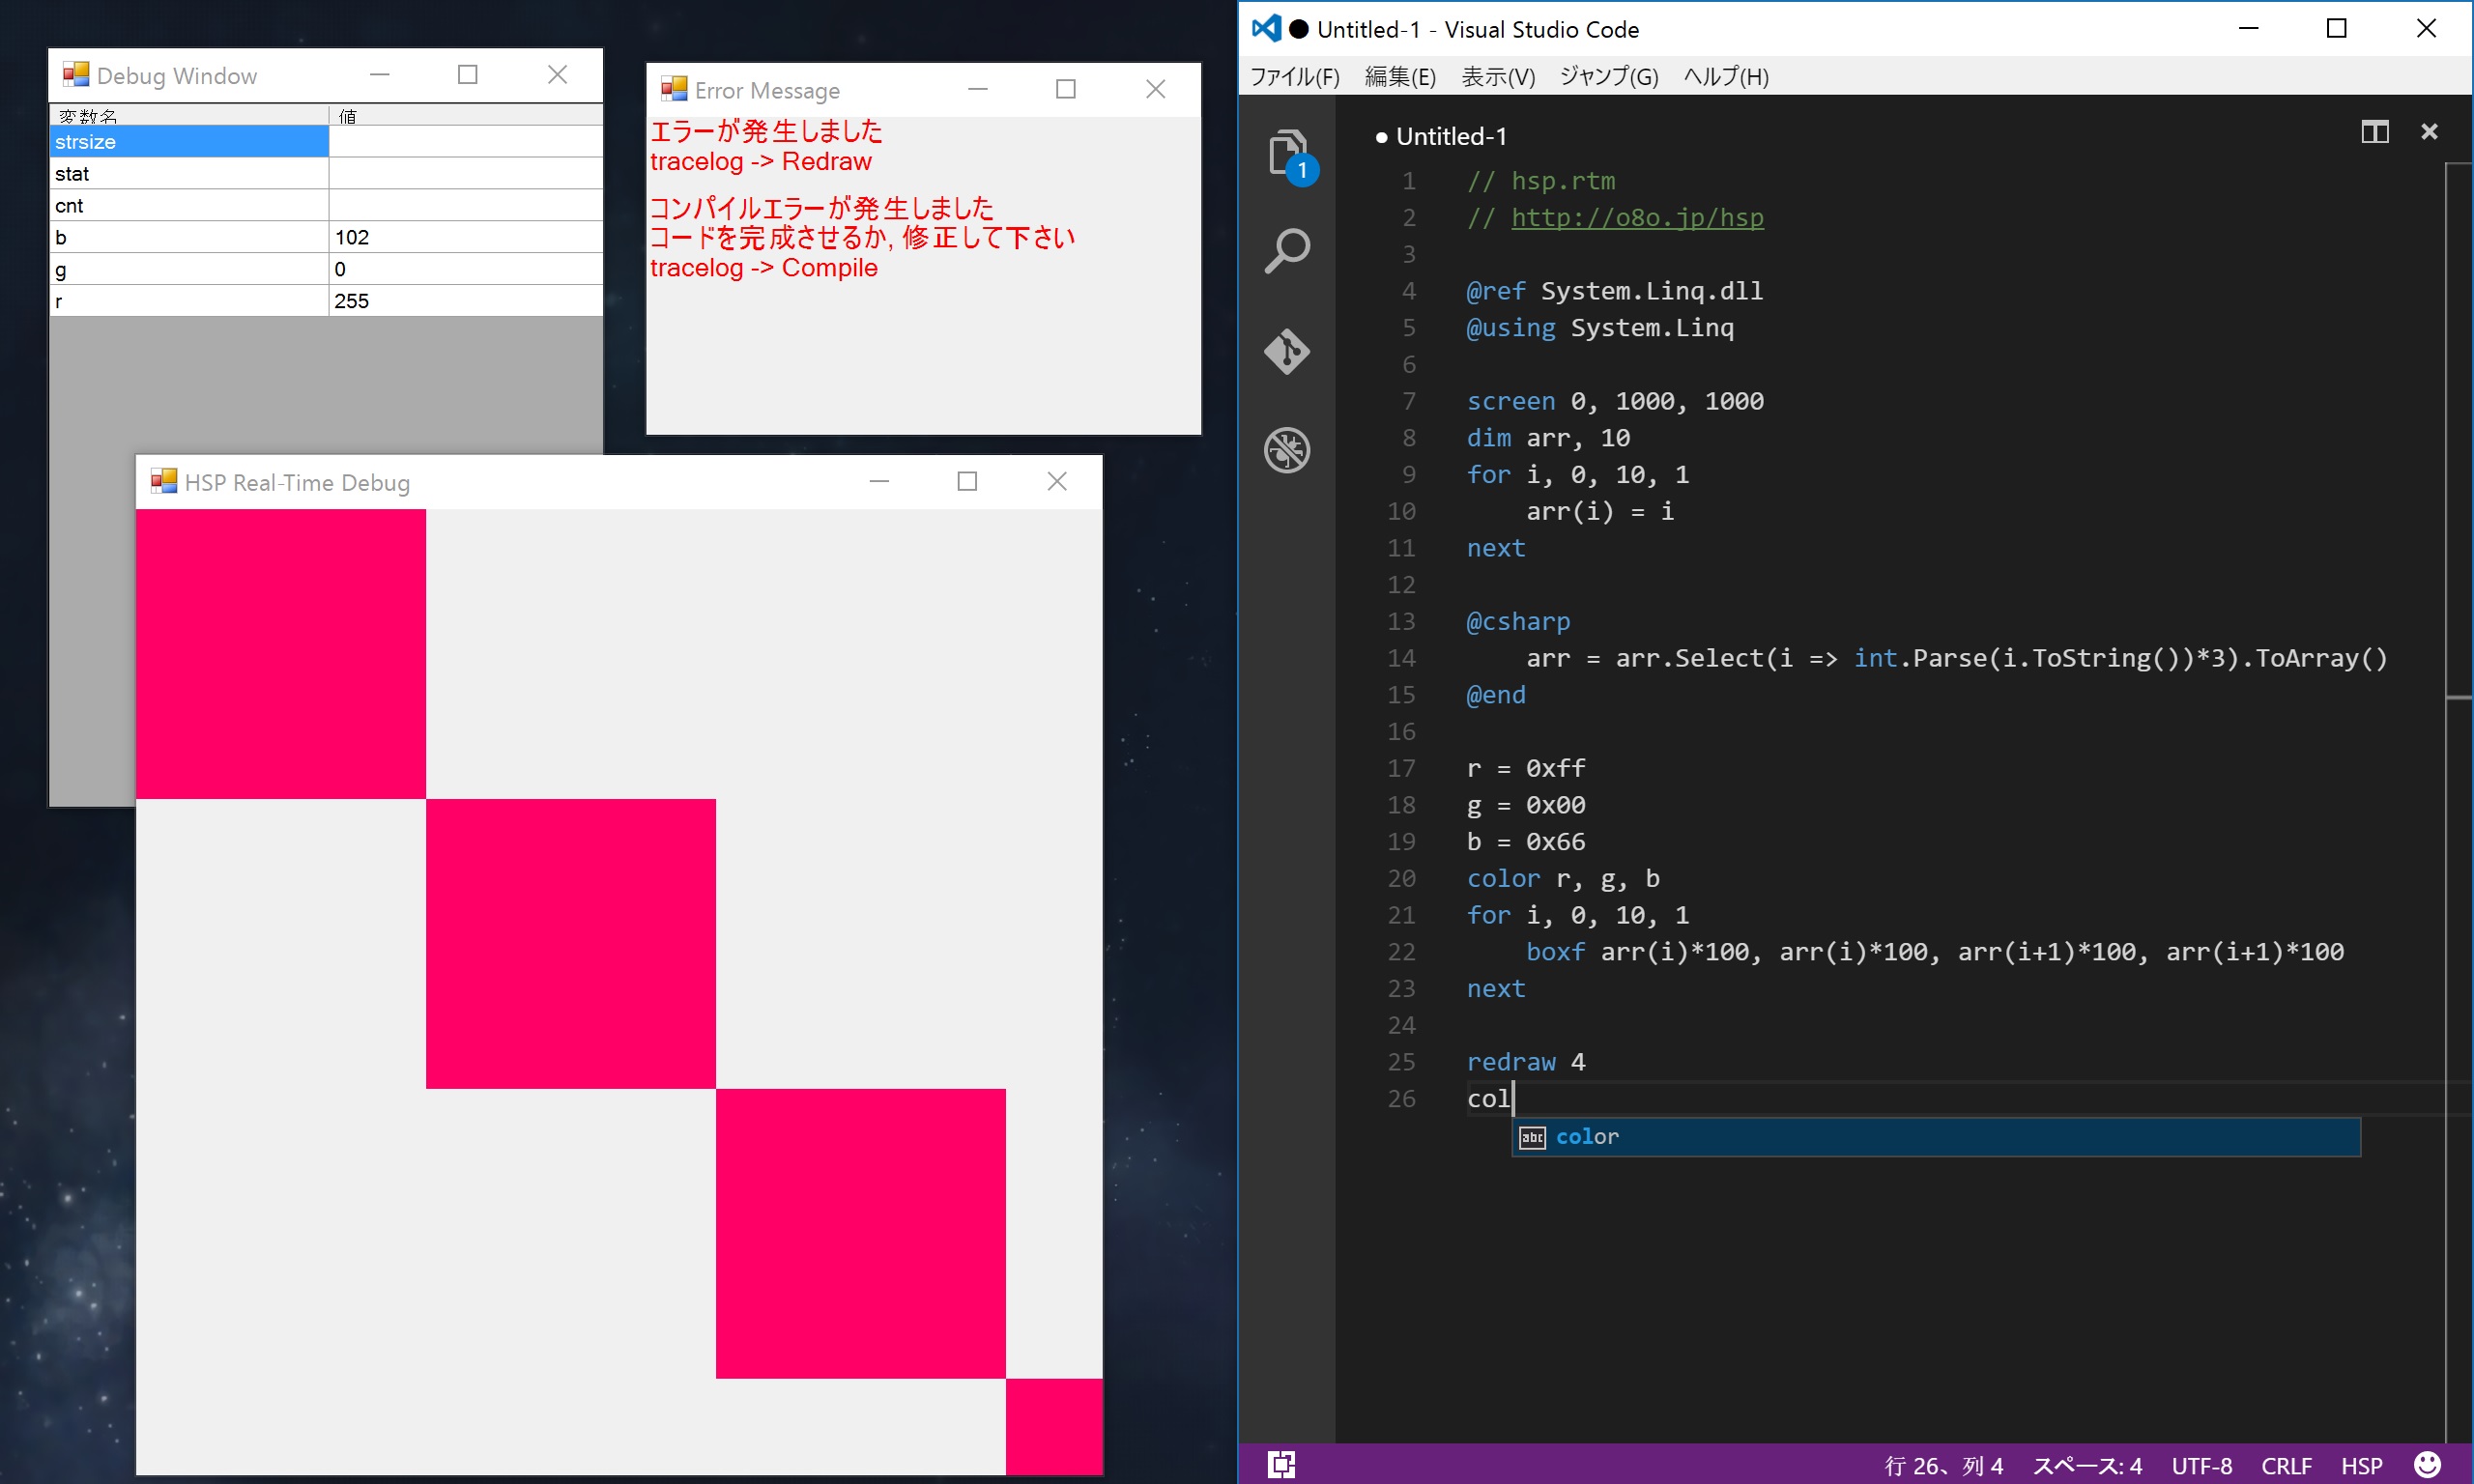 Debug Window
変数名 値
strsize
stat
cnt
b 102
g 0
r 255
Error Message
エラーが発生しました
tracelog -> Redraw
コンパイルエラーが発生しました
コードを完成させるか, 修正して下さい
tracelog -> Compile
HSP Real-Time Debug
Untitled-1 - Visual Studio Code
ファイル(F) 編集(E) 表示(V) ジャンプ(G) ヘルプ(H)
1
Untitled-1
1 // hsp.rtm
2 // http://o8o.jp/hsp
3
4 @ref System.Linq.dll
5 @using System.Linq
6
7 screen 0, 1000, 1000
8 dim arr, 10
9 for i, 0, 10, 1
10 arr(i) = i
11 next
12
13 @csharp
14 arr = arr.Select(i => int.Parse(i.ToString())*3).ToArray()
15 @end
16
17 r = 0xff
18 g = 0x00
19 b = 0x66
20 color r, g, b
21 for i, 0, 10, 1
22 boxf arr(i)*100, arr(i)*100, arr(i+1)*100, arr(i+1)*100
23 next
24
25 redraw 4
26 col
abc color
行 26、列 4 スペース: 4 UTF-8 CRLF HSP